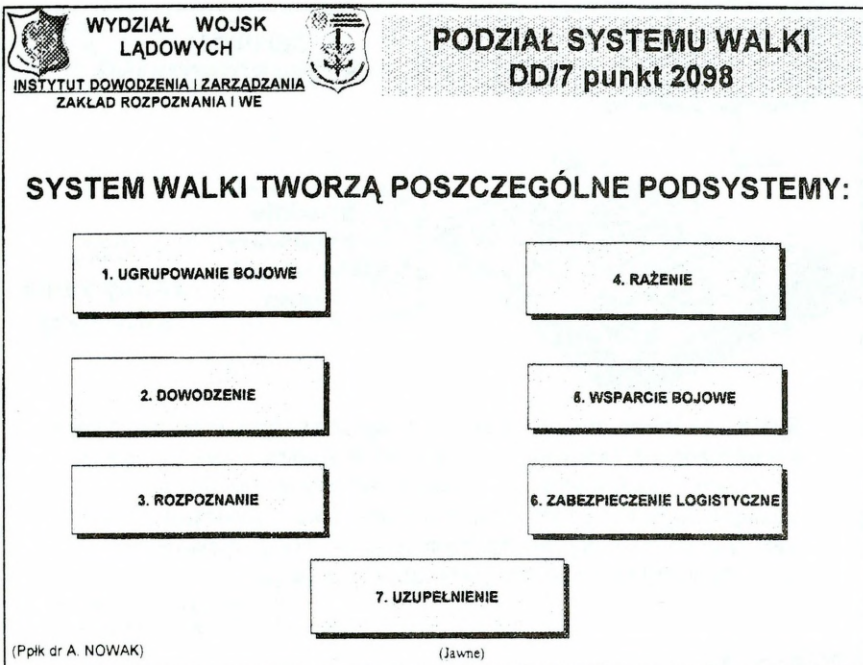 WYDZIAŁ WOJSK
LĄDOWYCH
INSTYTUT DOWODZENIA I ZARZĄDZANIA
ZAKŁAD ROZPOZNANIA I WE
PODZIAŁ SYSTEMU WALKI
DD/7 punkt 2098
SYSTEM WALKI TWORZĄ POSZCZEGÓLNE PODSYSTEMY:
1. UGRUPOWANIE BOJOWE
4. RAŻENIE
2. DOWODZENIE
5. WSPARCIE BOJOWE
3. ROZPOZNANIE
6. ZABEZPIECZENIE LOGISTYCZNE
7. UZUPEŁNIENIE
(Ppłk dr A. NOWAK)
(Jawne)